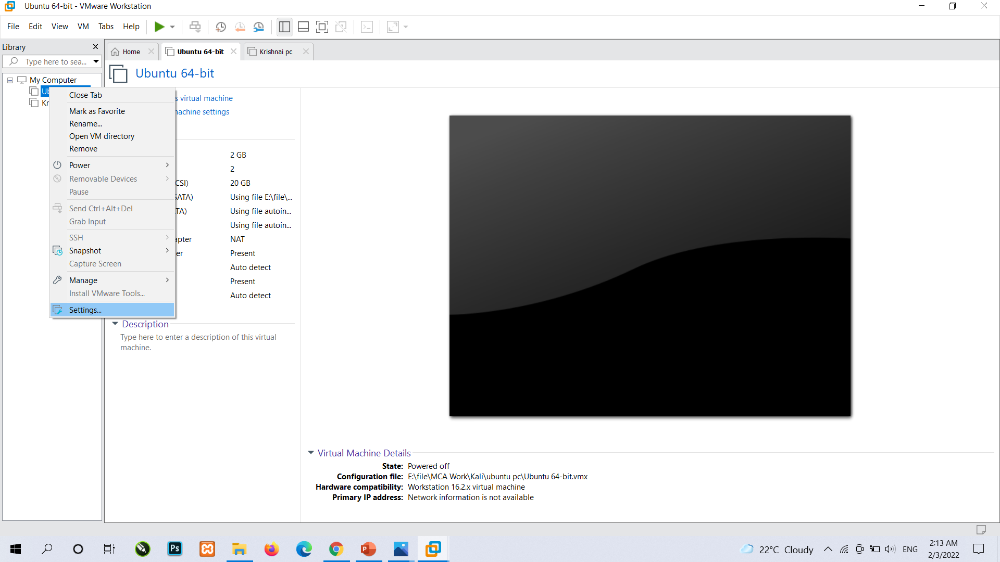 Ubuntu 64-bit - VMware Workstation
File Edit View VM Tabs Help
Library
Type here to sea...
Home
Ubuntu 64-bit
Krishnai pc
Ubuntu 64-bit
My Computer
Ub
Kr
Close Tab
Mark as Favorite
Rename...
Open VM directory
Remove
Power
Removable Devices
Pause
Send Ctrl+Alt+Del
Grab Input
SSH
Snapshot
Capture Screen
Manage
Install VMware Tools...
Settings...
s virtual machine
machine settings
2 GB
2
CSI) 20 GB
SATA) Using file E:\file\...
TA) Using file autoin...
Using file autoin...
apter NAT
er Present
Auto detect
Present
Auto detect
Description
Type here to enter a description of this virtual
machine.
Virtual Machine Details
State: Powered off
Configuration file: E:\file\MCA Work\Kali\ubuntu pc\Ubuntu 64-bit.vmx
Hardware compatibility: Workstation 16.2.x virtual machine
Primary IP address: Network information is not available
Ps
P
22°C Cloudy
ENG
2:13 AM
2/3/2022